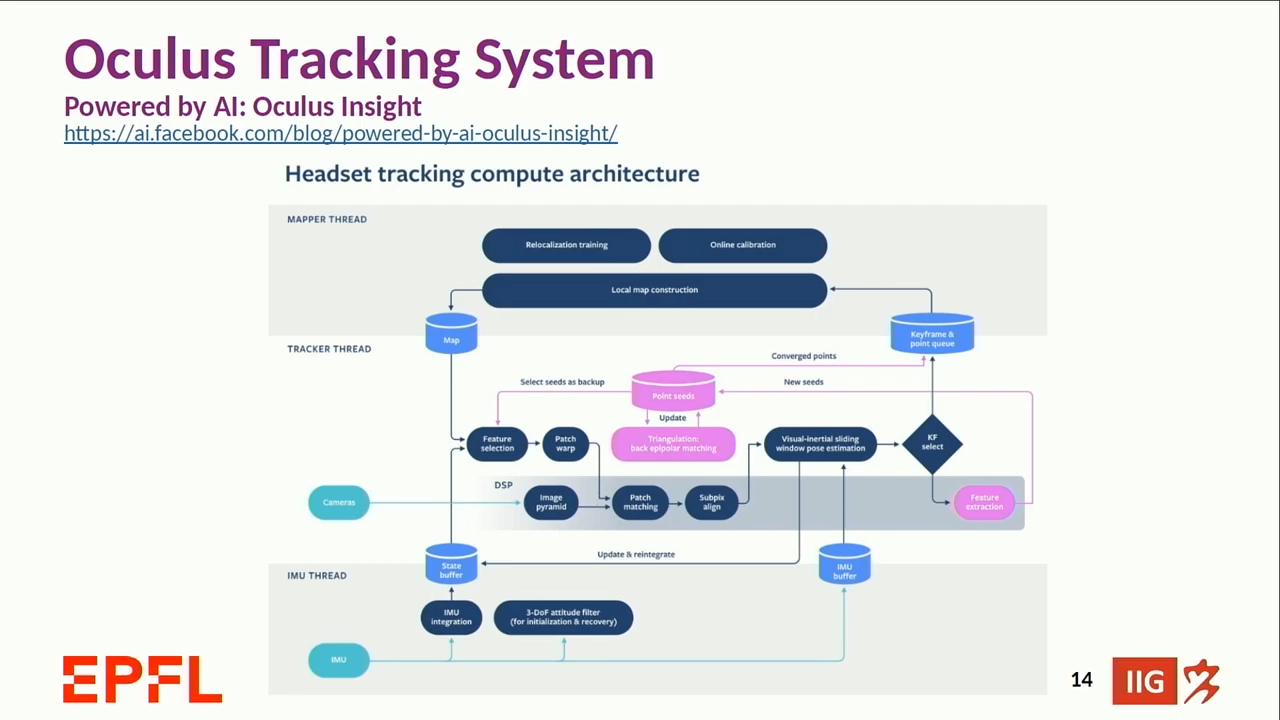 Oculus Tracking System
Powered by AI: Oculus Insight
https://ai.facebook.com/blog/powered-by-ai-oculus-insight/
Headset tracking compute architecture
MAPPER THREAD
Relocalization training
Online calibration
Local map construction
Map
Keyframe &
point queue
TRACKER THREAD
Converged points
Select seeds as backup
Point seeds
New seeds
Update
Feature
selection
Patch
warp
Triangulation:
back epipolar matching
Visual-inertial sliding
window pose estimation
KF
select
DSP
Cameras
Image
pyramid
Patch
matching
Subpix
align
Feature
extraction
Update & reintegrate
State
buffer
IMU
buffer
IMU THREAD
IMU
integration
3-DoF attitude filter
(for initialization & recovery)
IMU
EPFL
14
IIG